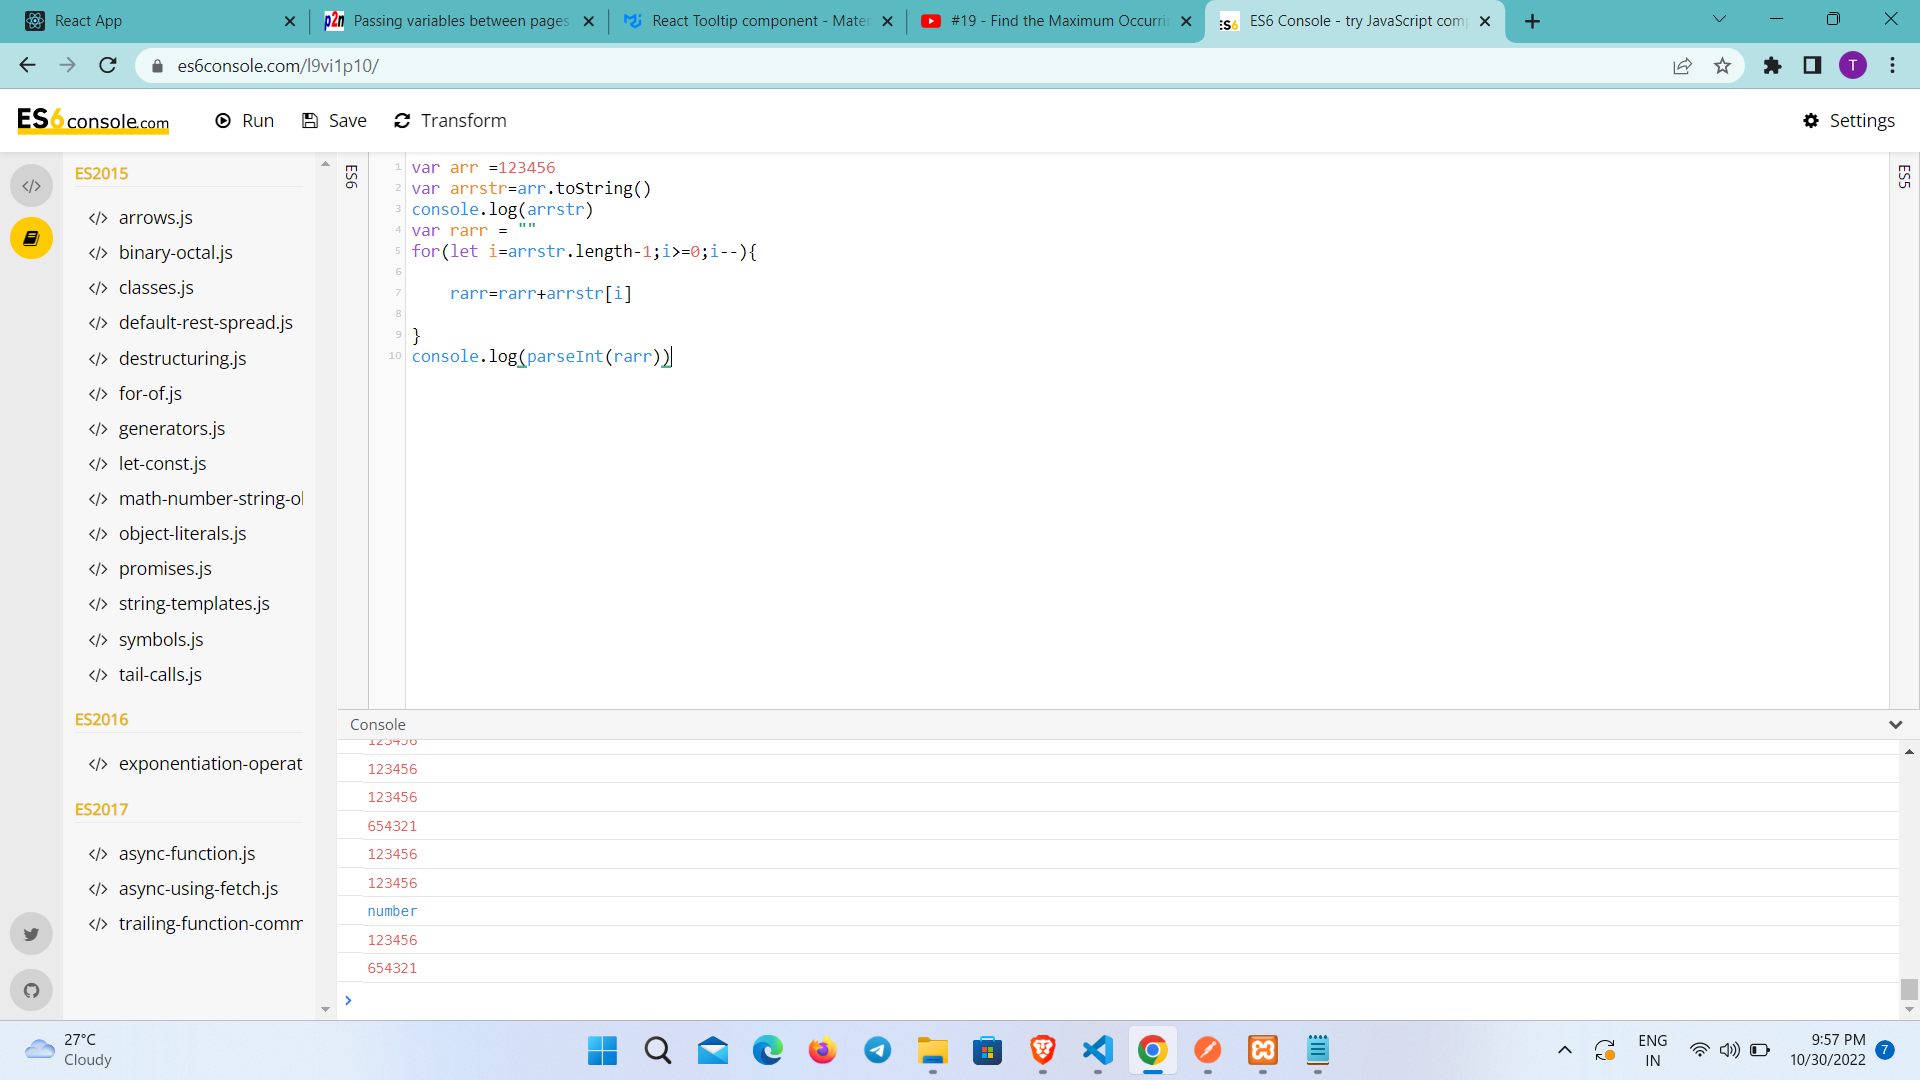 React App
Passing variables between pages
React Tooltip component - Mater
#19 - Find the Maximum Occurri
ES6 Console - try JavaScript comp
es6console.com/l9vi1p10/
T
ES6console.com
Run
Save
Transform
Settings
ES2015
arrows.js
binary-octal.js
classes.js
default-rest-spread.js
destructuring.js
for-of.js
generators.js
let-const.js
math-number-string-ol
object-literals.js
promises.js
string-templates.js
symbols.js
tail-calls.js
ES2016
exponentiation-operat
ES2017
async-function.js
async-using-fetch.js
trailing-function-comm
ES6
1 var arr =123456
2 var arrstr=arr.toString()
3 console.log(arrstr)
4 var rarr = ""
5 for(let i=arrstr.length-1;i>=0;i--){
6
7 rarr=rarr+arrstr[i]
8
9 }
10 console.log(parseInt(rarr))
ES5
Console
123456
123456
123456
654321
123456
123456
number
123456
654321
27°C
Cloudy
ENG
IN
9:57 PM
10/30/2022
7